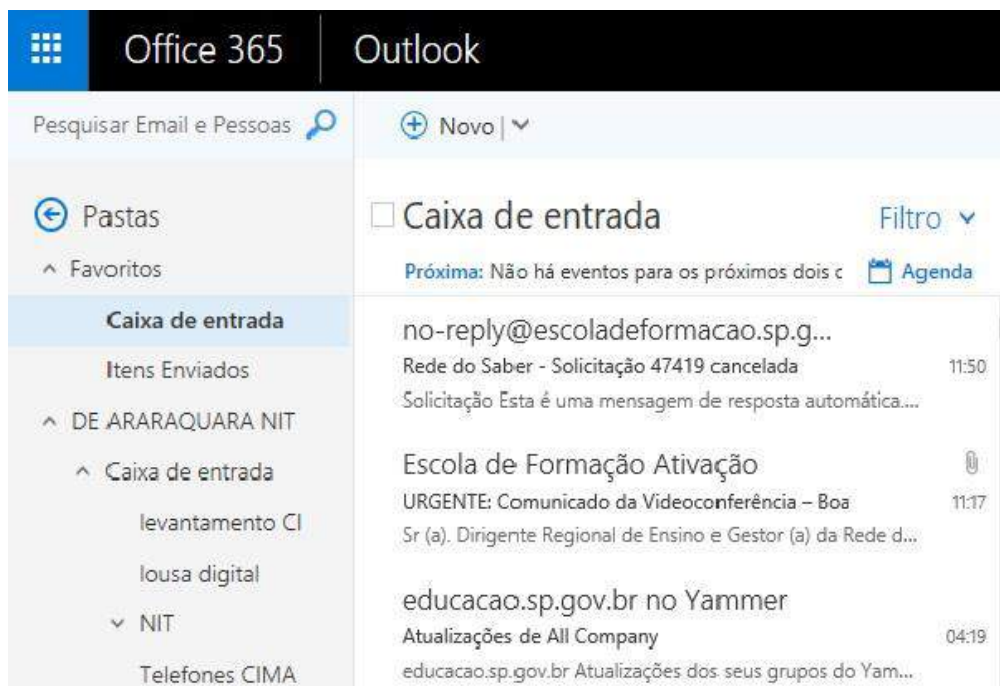 Office 365 Outlook
Pesquisar Email e Pessoas
Novo
Pastas
Favoritos
Caixa de entrada
Itens Enviados
DE ARARAQUARA NIT
Caixa de entrada
levantamento CI
lousa digital
NIT
Telefones CIMA
Caixa de entrada
Filtro
Próxima: Não há eventos para os próximos dois c
Agenda
no-reply@escoladeformacao.sp.g...
Rede do Saber - Solicitação 47419 cancelada 11:50
Solicitação Esta é uma mensagem de resposta automática....
Escola de Formação Ativação
URGENTE: Comunicado da Videoconferência – Boa 11:17
Sr (a). Dirigente Regional de Ensino e Gestor (a) da Rede d...
educacao.sp.gov.br no Yammer
Atualizações de All Company 04:19
educacao.sp.gov.br Atualizações dos seus grupos do Yam...